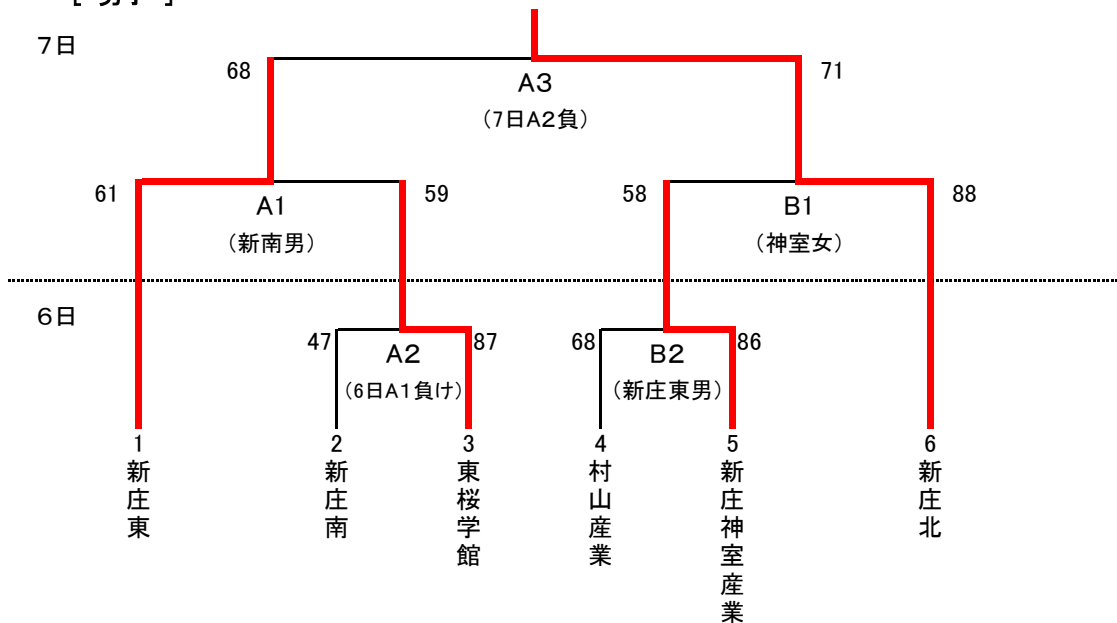 7日
68
71
A3
（7日A2負）
61
59
58
88
A1
B1
（新南男）
（神室女）
6日
47
87
68
86
A2
B2
（6日A1負け）
（新庄東男）
1
2
3
4
5
6
新庄東
新庄南
東桜学館
村山産業
新庄神室産業
新庄北